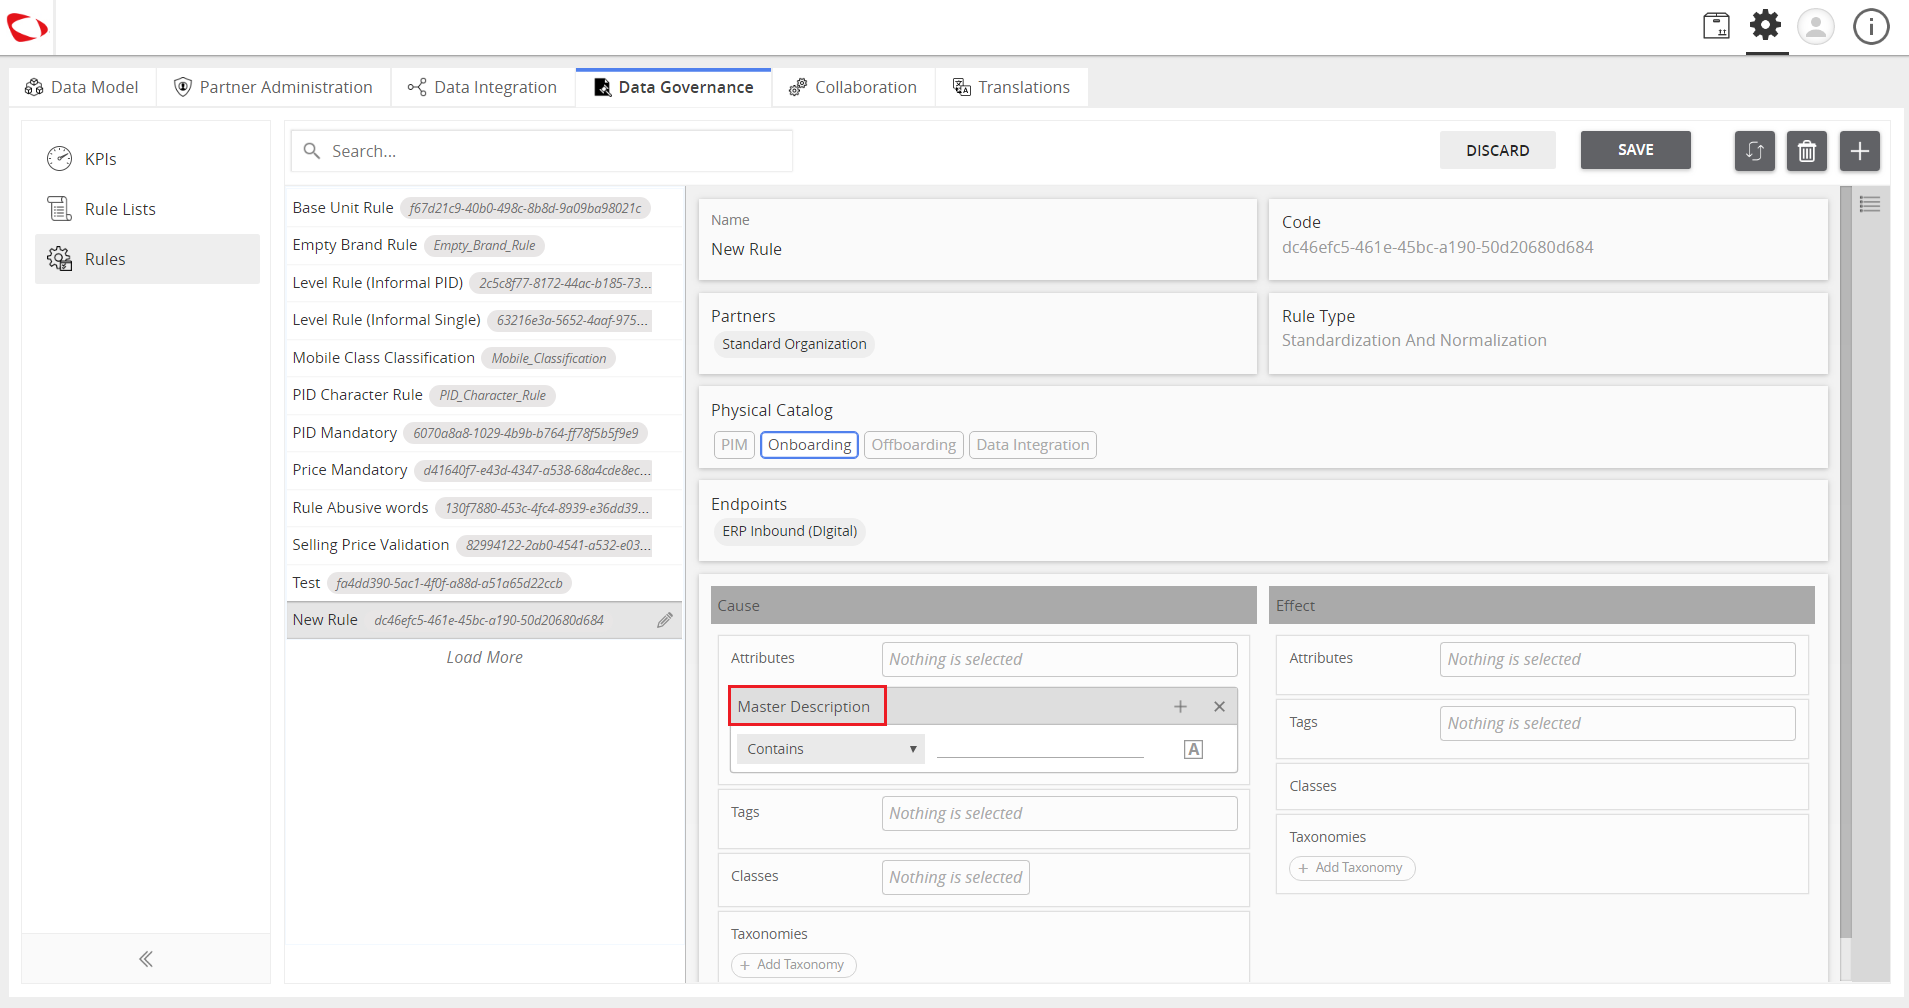 Data Model
Partner Administration
Data Integration
Data Governance
Collaboration
Translations
KPIs
Rule Lists
Rules
Search...
DISCARD
SAVE
Base Unit Rule f67d21c9-40b0-498c-8b8d-9a09ba98021c
Empty Brand Rule Empty_Brand_Rule
Level Rule (Informal PID) 2c5c8f77-8172-44ac-b185-73...
Level Rule (Informal Single) 63216e3a-5652-4aaf-975...
Mobile Class Classification Mobile_Classification
PID Character Rule PID_Character_Rule
PID Mandatory 6070a8a8-1029-4b9b-b764-ff78f5b5f9e9
Price Mandatory d41640f7-e43d-4347-a538-68a4cde8ec...
Rule Abusive words 130f7880-453c-4fc4-8939-e36dd39...
Selling Price Validation 82994122-2ab0-4541-a532-e03...
Test fa4dd390-5ac1-4f0f-a88d-a51a65d22ccb
New Rule dc46efc5-461e-45bc-a190-50d20680d684
Load More
Name
New Rule
Code
dc46efc5-461e-45bc-a190-50d20680d684
Partners
Standard Organization
Rule Type
Standardization And Normalization
Physical Catalog
PIM Onboarding Offboarding Data Integration
Endpoints
ERP Inbound (DIgital)
Cause
Attributes Nothing is selected
Master Description
Contains
A
Tags Nothing is selected
Classes Nothing is selected
Taxonomies
+ Add Taxonomy
Effect
Attributes Nothing is selected
Tags Nothing is selected
Classes
Taxonomies
+ Add Taxonomy